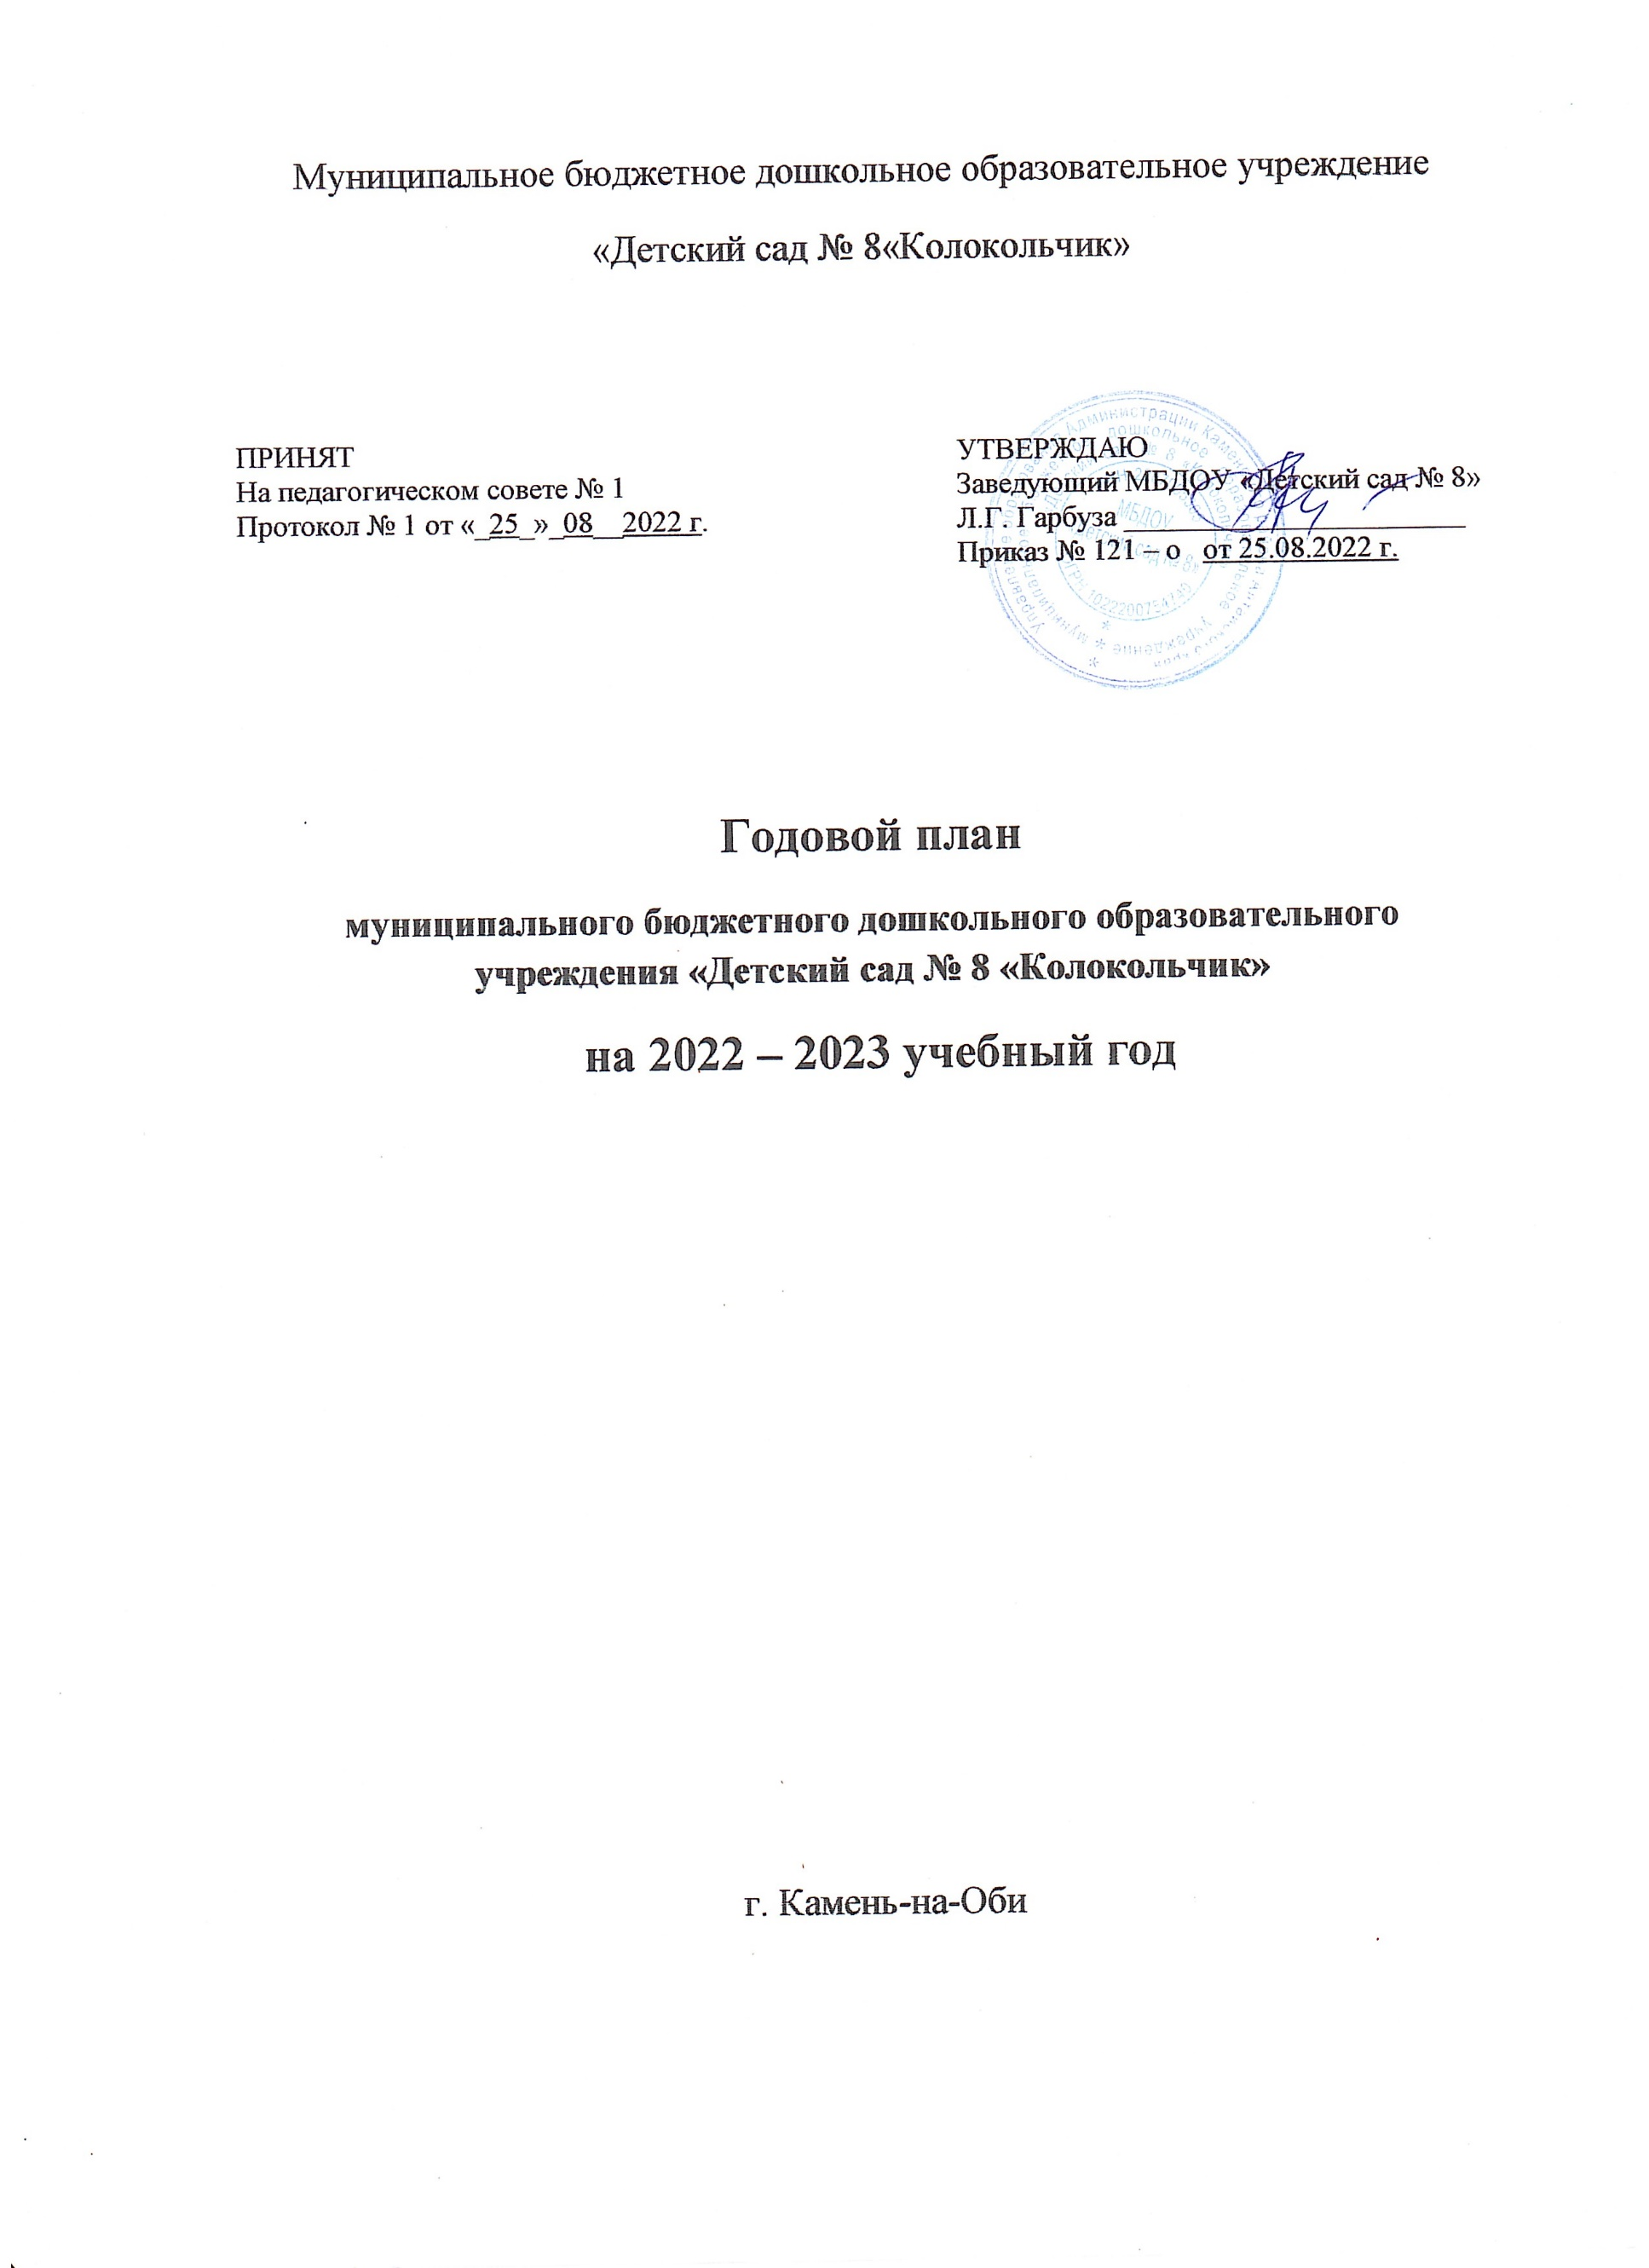 Муниципальное бюджетное дошкольное образовательное учреждение
«Детский сад № 8«Колокольчик»
ПРИНЯТ
На педагогическом совете № 1
Протокол № 1 от «_25_»_08__2022 г.
УТВЕРЖДАЮ
Заведующий МБДОУ «Детский сад № 8»
Л.Г. Гарбуза
Приказ № 121 – о от 25.08.2022 г.
МБДОУ
Годовой план
муниципального бюджетного дошкольного образовательного
учреждения «Детский сад № 8 «Колокольчик»
на 2022 – 2023 учебный год
г. Камень-на-Оби